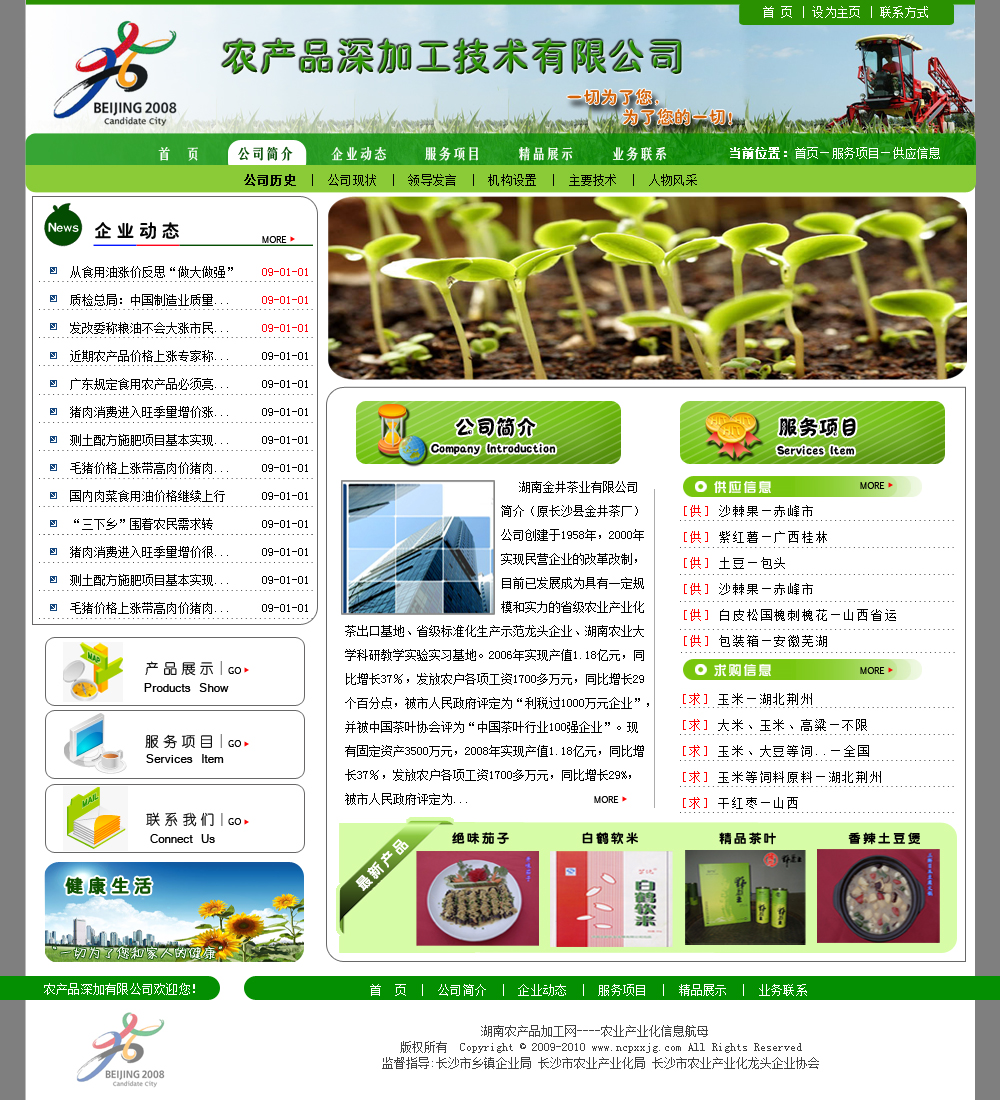 首 页 | 设为主页 | 联系方式
农产品深加工技术有限公司
一切为了您,
为了您的一切!
BEIJING 2008
Candidate City
首 页 公司简介 企业动态 服务项目 精品展示 业务联系 当前位置：首页－服务项目－供应信息
公司历史 | 公司现状 | 领导发言 | 机构设置 | 主要技术 | 人物风采
News 企业动态 MORE
从食用油涨价反思“做大做强” 09-01-01
质检总局：中国制造业质量... 09-01-01
发改委称粮油不会大涨市民... 09-01-01
近期农产品价格上涨专家称... 09-01-01
广东规定食用农产品必须亮... 09-01-01
猪肉消费进入旺季量增价涨... 09-01-01
测土配方施肥项目基本实现... 09-01-01
毛猪价格上涨带高肉价猪肉... 09-01-01
国内肉菜食用油价格继续上行 09-01-01
“三下乡”围着农民需求转 09-01-01
猪肉消费进入旺季量增价很... 09-01-01
测土配方施肥项目基本实现... 09-01-01
毛猪价格上涨带高肉价猪肉... 09-01-01
MAP
产品展示 | GO
Products Show
服务项目 | GO
Services Item
MAIL
联系我们 | GO
Connect Us
健康生活
一切为了您和家人的健康
公司简介
Company Introduction
湖南金井茶业有限公司
简介（原长沙县金井茶厂）
公司创建于1958年，2000年
实现民营企业的改革改制，
目前已发展成为具有一定规
模和实力的省级农业产业化
茶出口基地、省级标准化生产示范龙头企业、湖南农业大
学科研教学实验实习基地。2006年实现产值1.18亿元，同
比增长37%，发放农户各项工资1700多万元，同比增长29
个百分点，被市人民政府评定为“利税过1000万元企业”，
并被中国茶叶协会评为“中国茶叶行业100强企业”。现
有固定资产3500万元，2008年实现产值1.18亿元，同比增
长37%，发放农户各项工资1700多万元，同比增长29%，
被市人民政府评定为...
MORE
服务项目
Services Item
供应信息 MORE
[供] 沙棘果－赤峰市
[供] 紫红薯－广西桂林
[供] 土豆－包头
[供] 沙棘果－赤峰市
[供] 白皮松国槐刺槐花－山西省运
[供] 包装箱－安徽芜湖
求购信息 MORE
[求] 玉米－湖北荆州
[求] 大米、玉米、高粱－不限
[求] 玉米、大豆等饲..－全国
[求] 玉米等饲料原料－湖北荆州
[求] 干红枣－山西
最新产品
绝味茄子 白鹤软米 精品茶叶 香辣土豆煲
白鹤软米
农产品深加有限公司欢迎您!
首 页 | 公司简介 | 企业动态 | 服务项目 | 精品展示 | 业务联系
BEIJING 2008
Candidate City
湖南农产品加工网----农业产业化信息航母
版权所有 Copyright © 2009-2010 www.ncpxxjg.com All Rights Reserved
监督指导:长沙市乡镇企业局 长沙市农业产业化局 长沙市农业产业化龙头企业协会